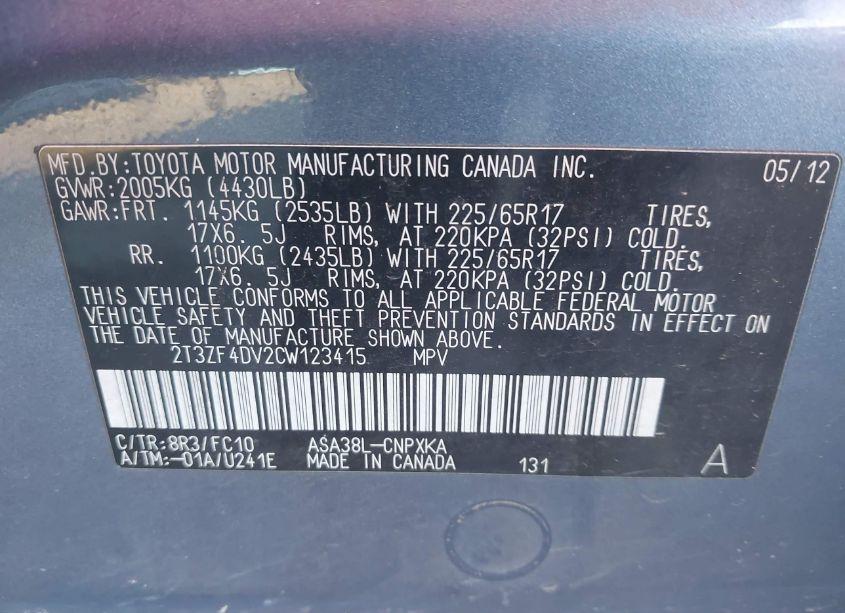 MFD.BY:TOYOTA MOTOR MANUFACTURING CANADA INC. 05/12
GVWR:2005KG (4430LB)
GAWR:FRT. 1145KG (2535LB) WITH 225/65R17 TIRES,
17X6. 5J RIMS, AT 220KPA (32PSI) COLD.
RR. 1100KG (2435LB) WITH 225/65R17 TIRES,
17X6. 5J RIMS, AT 220KPA (32PSI) COLD.
THIS VEHICLE CONFORMS TO ALL APPLICABLE FEDERAL MOTOR
VEHICLE SAFETY AND THEFT PREVENTION STANDARDS IN EFFECT ON
THE DATE OF MANUFACTURE SHOWN ABOVE.
2T3ZF4DV2CW123415 MPV
C/TR:8R3/FC10 ASA38L-CNPXKA
A/TM:-01A/U241E MADE IN CANADA 131 A